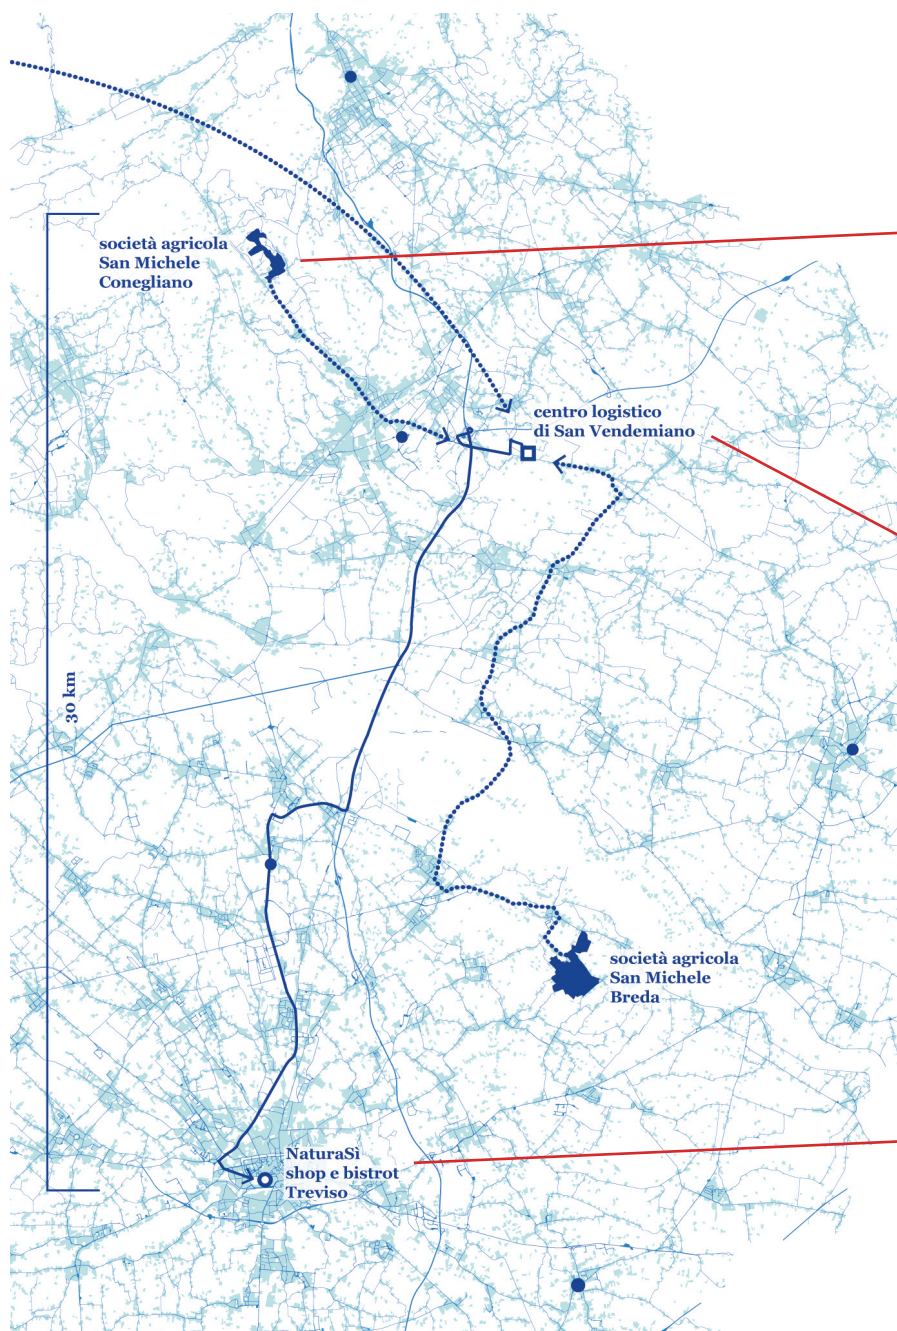 società agricola
San Michele
Conegliano
centro logistico
di San Vendemiano
30 km
società agricola
San Michele
Breda
NaturaSì
shop e bistrot
Treviso